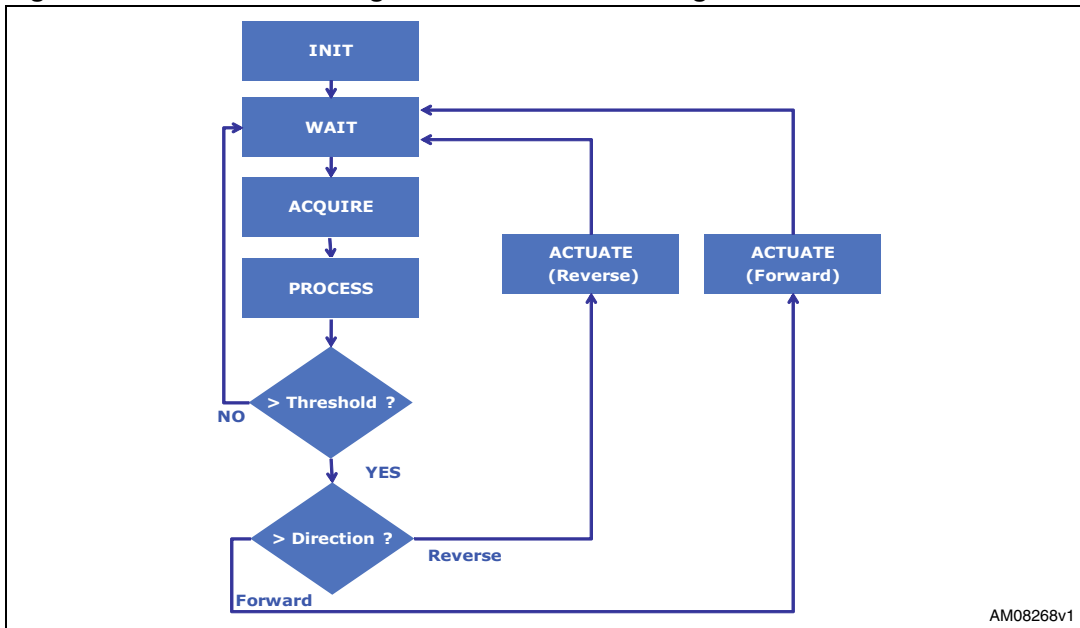 INIT
WAIT
ACQUIRE
PROCESS
> Threshold ?
NO
YES
> Direction ?
Reverse
Forward
ACTUATE
(Reverse)
ACTUATE
(Forward)
AM08268v1